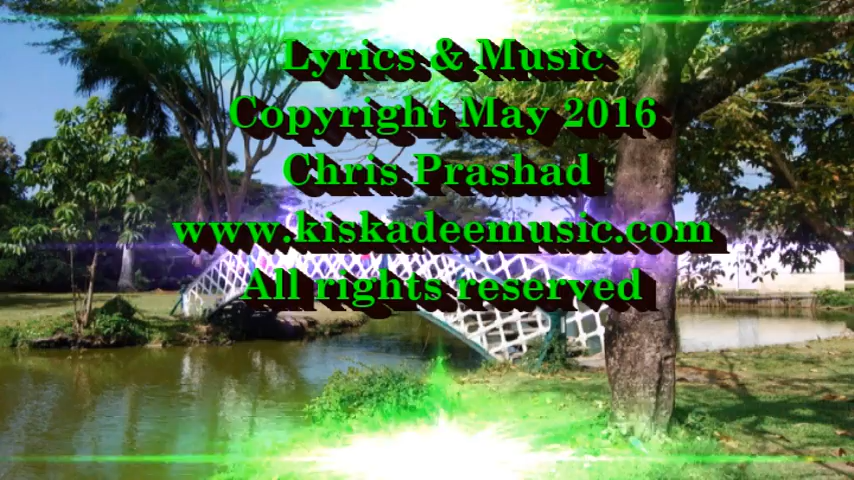 Lyrics & Music
Copyright May 2016
Chris Prashad
www.kiskadeemusic.com
All rights reserved